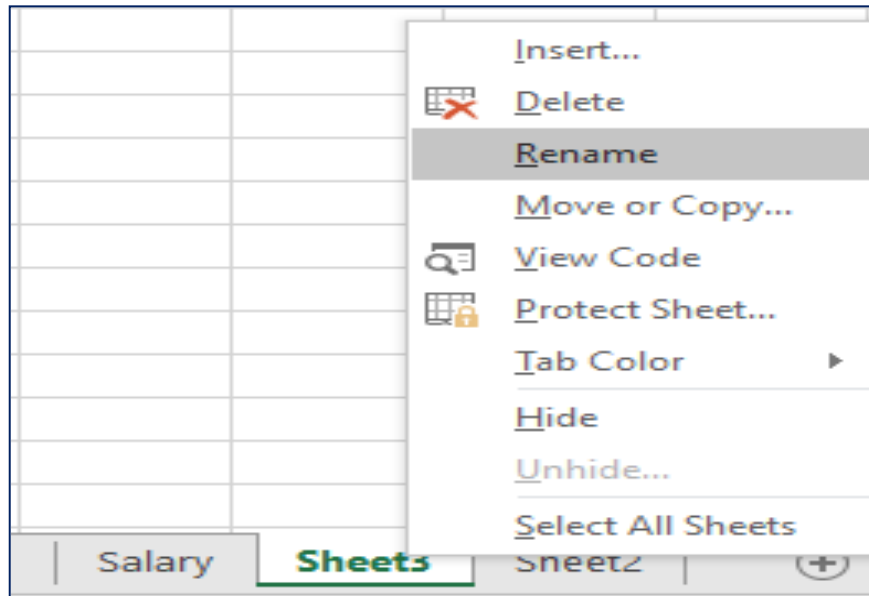 Insert...
Delete
Rename
Move or Copy...
View Code
Protect Sheet...
Tab Color
Hide
Unhide...
Select All Sheets
Salary Sheet3 Sheet2